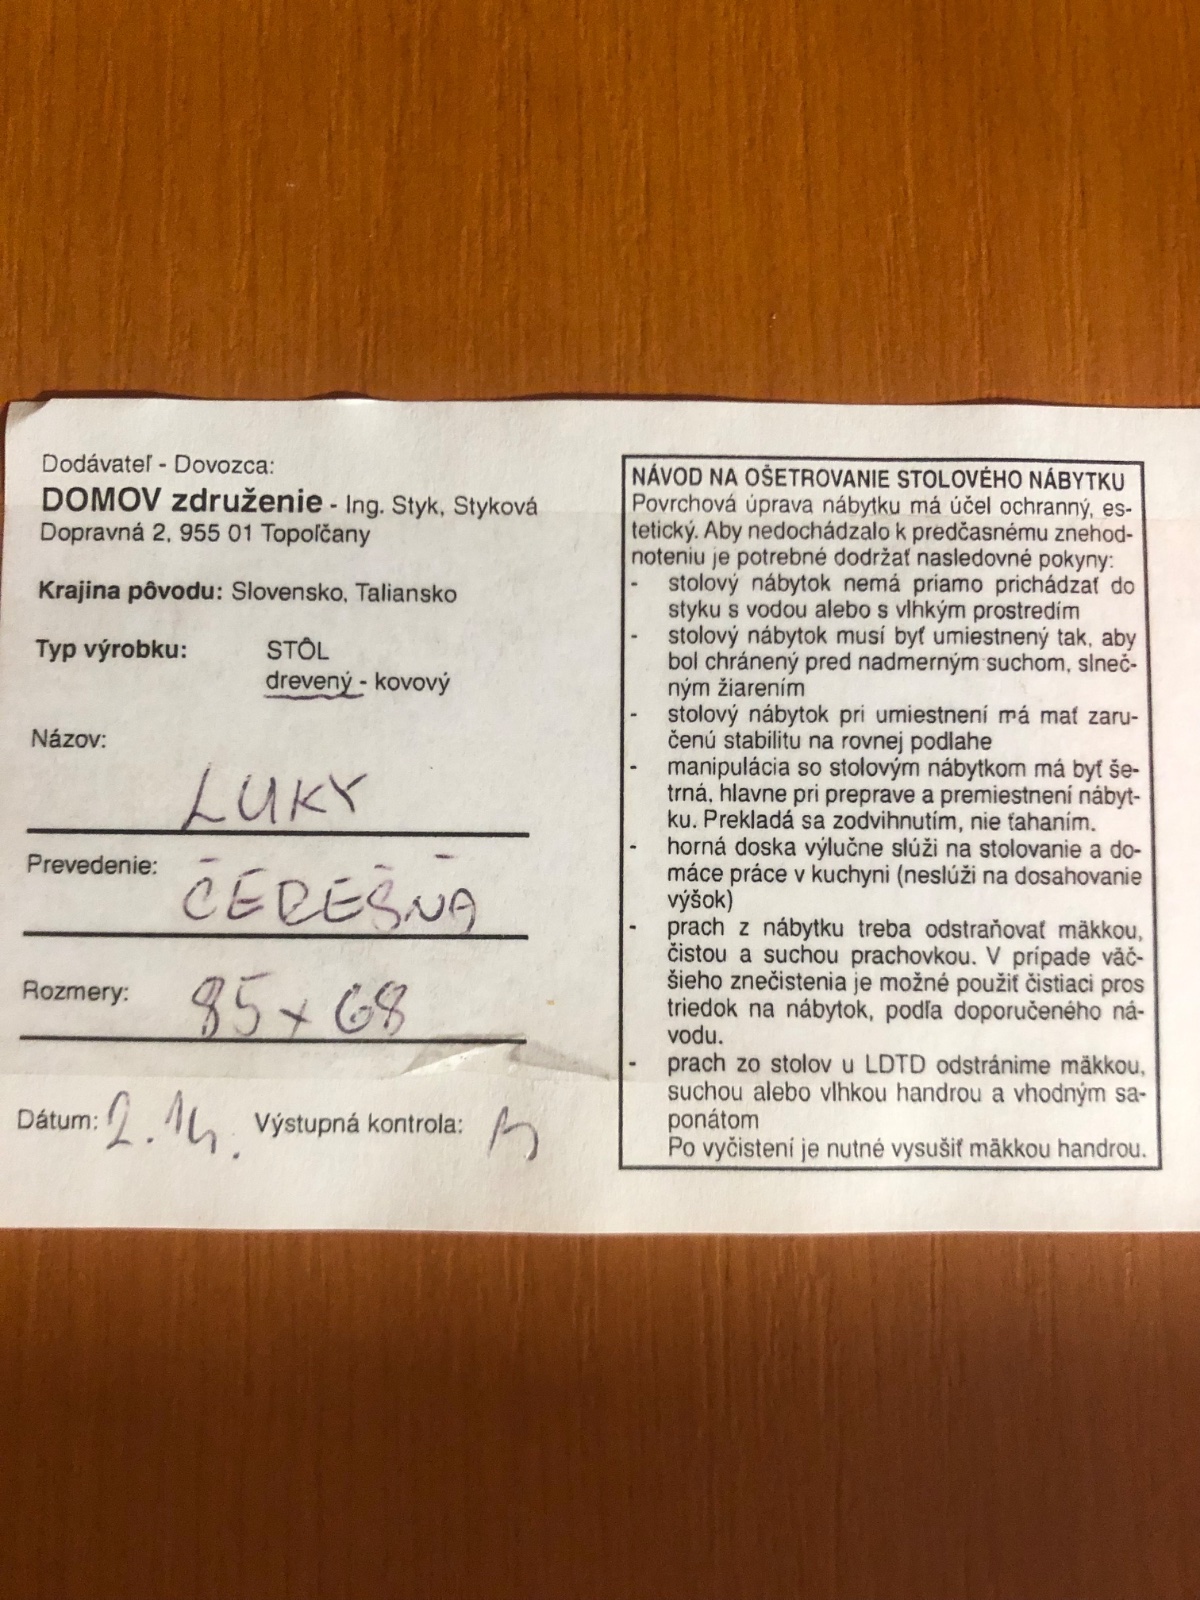 Dodávateľ - Dovozca:
DOMOV združenie - Ing. Styk, Styková
Dopravná 2, 955 01 Topoľčany
Krajina pôvodu: Slovensko, Taliansko
Typ výrobku: STÔL
drevený - kovový
Názov:
LUKY
Prevedenie: ČEREŠŇA
Rozmery: 85 x 68
Dátum: 2. 14. Výstupná kontrola:
NÁVOD NA OŠETROVANIE STOLOVÉHO NÁBYTKU
Povrchová úprava nábytku má účel ochranný, es-
tetický. Aby nedochádzalo k predčasnému znehod-
noteniu je potrebné dodržať nasledovné pokyny:
- stolový nábytok nemá priamo prichádzať do
styku s vodou alebo s vlhkým prostredím
- stolový nábytok musí byť umiestnený tak, aby
bol chránený pred nadmerným suchom, slneč-
ným žiarením
- stolový nábytok pri umiestnení má mať zaru-
čenú stabilitu na rovnej podlahe
- manipulácia so stolovým nábytkom má byť še-
trná, hlavne pri preprave a premiestnení nábyt-
ku. Prekladá sa zodvihnutím, nie ťahaním.
- horná doska výlučne slúži na stolovanie a do-
máce práce v kuchyni (neslúži na dosahovanie
výšok)
- prach z nábytku treba odstraňovať mäkkou,
čistou a suchou prachovkou. V prípade väč-
šieho znečistenia je možné použiť čistiaci pros
triedok na nábytok, podľa doporučeného ná-
vodu.
- prach zo stolov u LDTD odstránime mäkkou,
suchou alebo vlhkou handrou a vhodným sa-
ponátom
Po vyčistení je nutné vysušiť mäkkou handrou.